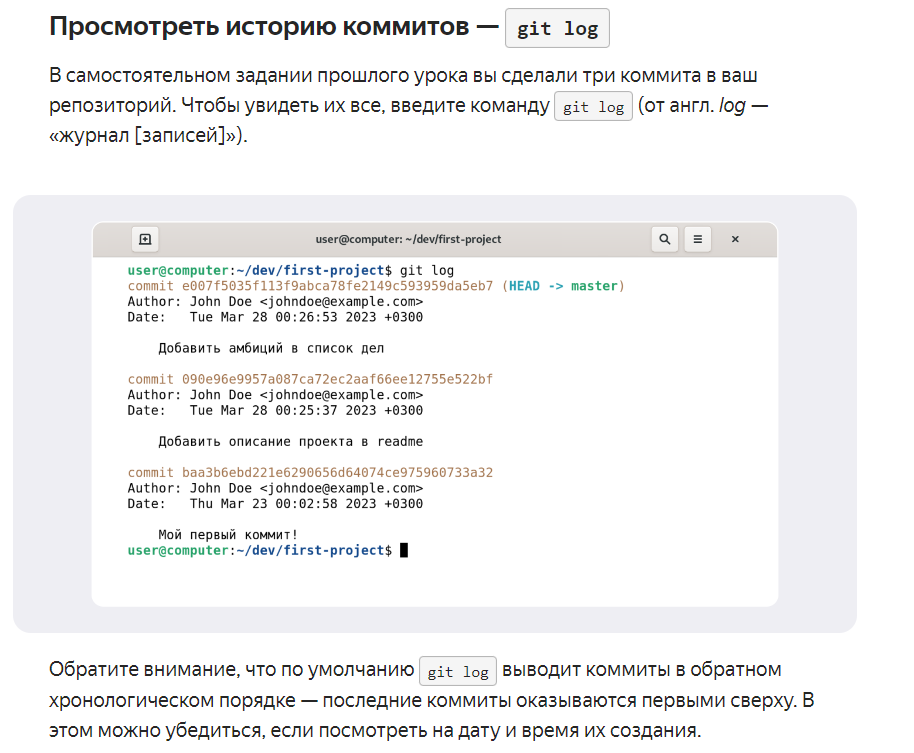 Просмотреть историю коммитов — git log
В самостоятельном задании прошлого урока вы сделали три коммита в ваш
репозиторий. Чтобы увидеть их все, введите команду git log (от англ. log —
«журнал [записей]»).
user@computer: ~/dev/first-project
user@computer:~/dev/first-project$ git log
commit e007f5035f113f9abca78fe2149c593959da5eb7 (HEAD -> master)
Author: John Doe <johndoe@example.com>
Date:   Tue Mar 28 00:26:53 2023 +0300
Добавить амбиций в список дел
commit 090e96e9957a087ca72ec2aaf66ee12755e522bf
Author: John Doe <johndoe@example.com>
Date:   Tue Mar 28 00:25:37 2023 +0300
Добавить описание проекта в readme
commit baa3b6ebd221e6290656d64074ce975960733a32
Author: John Doe <johndoe@example.com>
Date:   Thu Mar 23 00:02:58 2023 +0300
Мой первый коммит!
user@computer:~/dev/first-project$
Обратите внимание, что по умолчанию git log выводит коммиты в обратном
хронологическом порядке — последние коммиты оказываются первыми сверху. В
этом можно убедиться, если посмотреть на дату и время их создания.